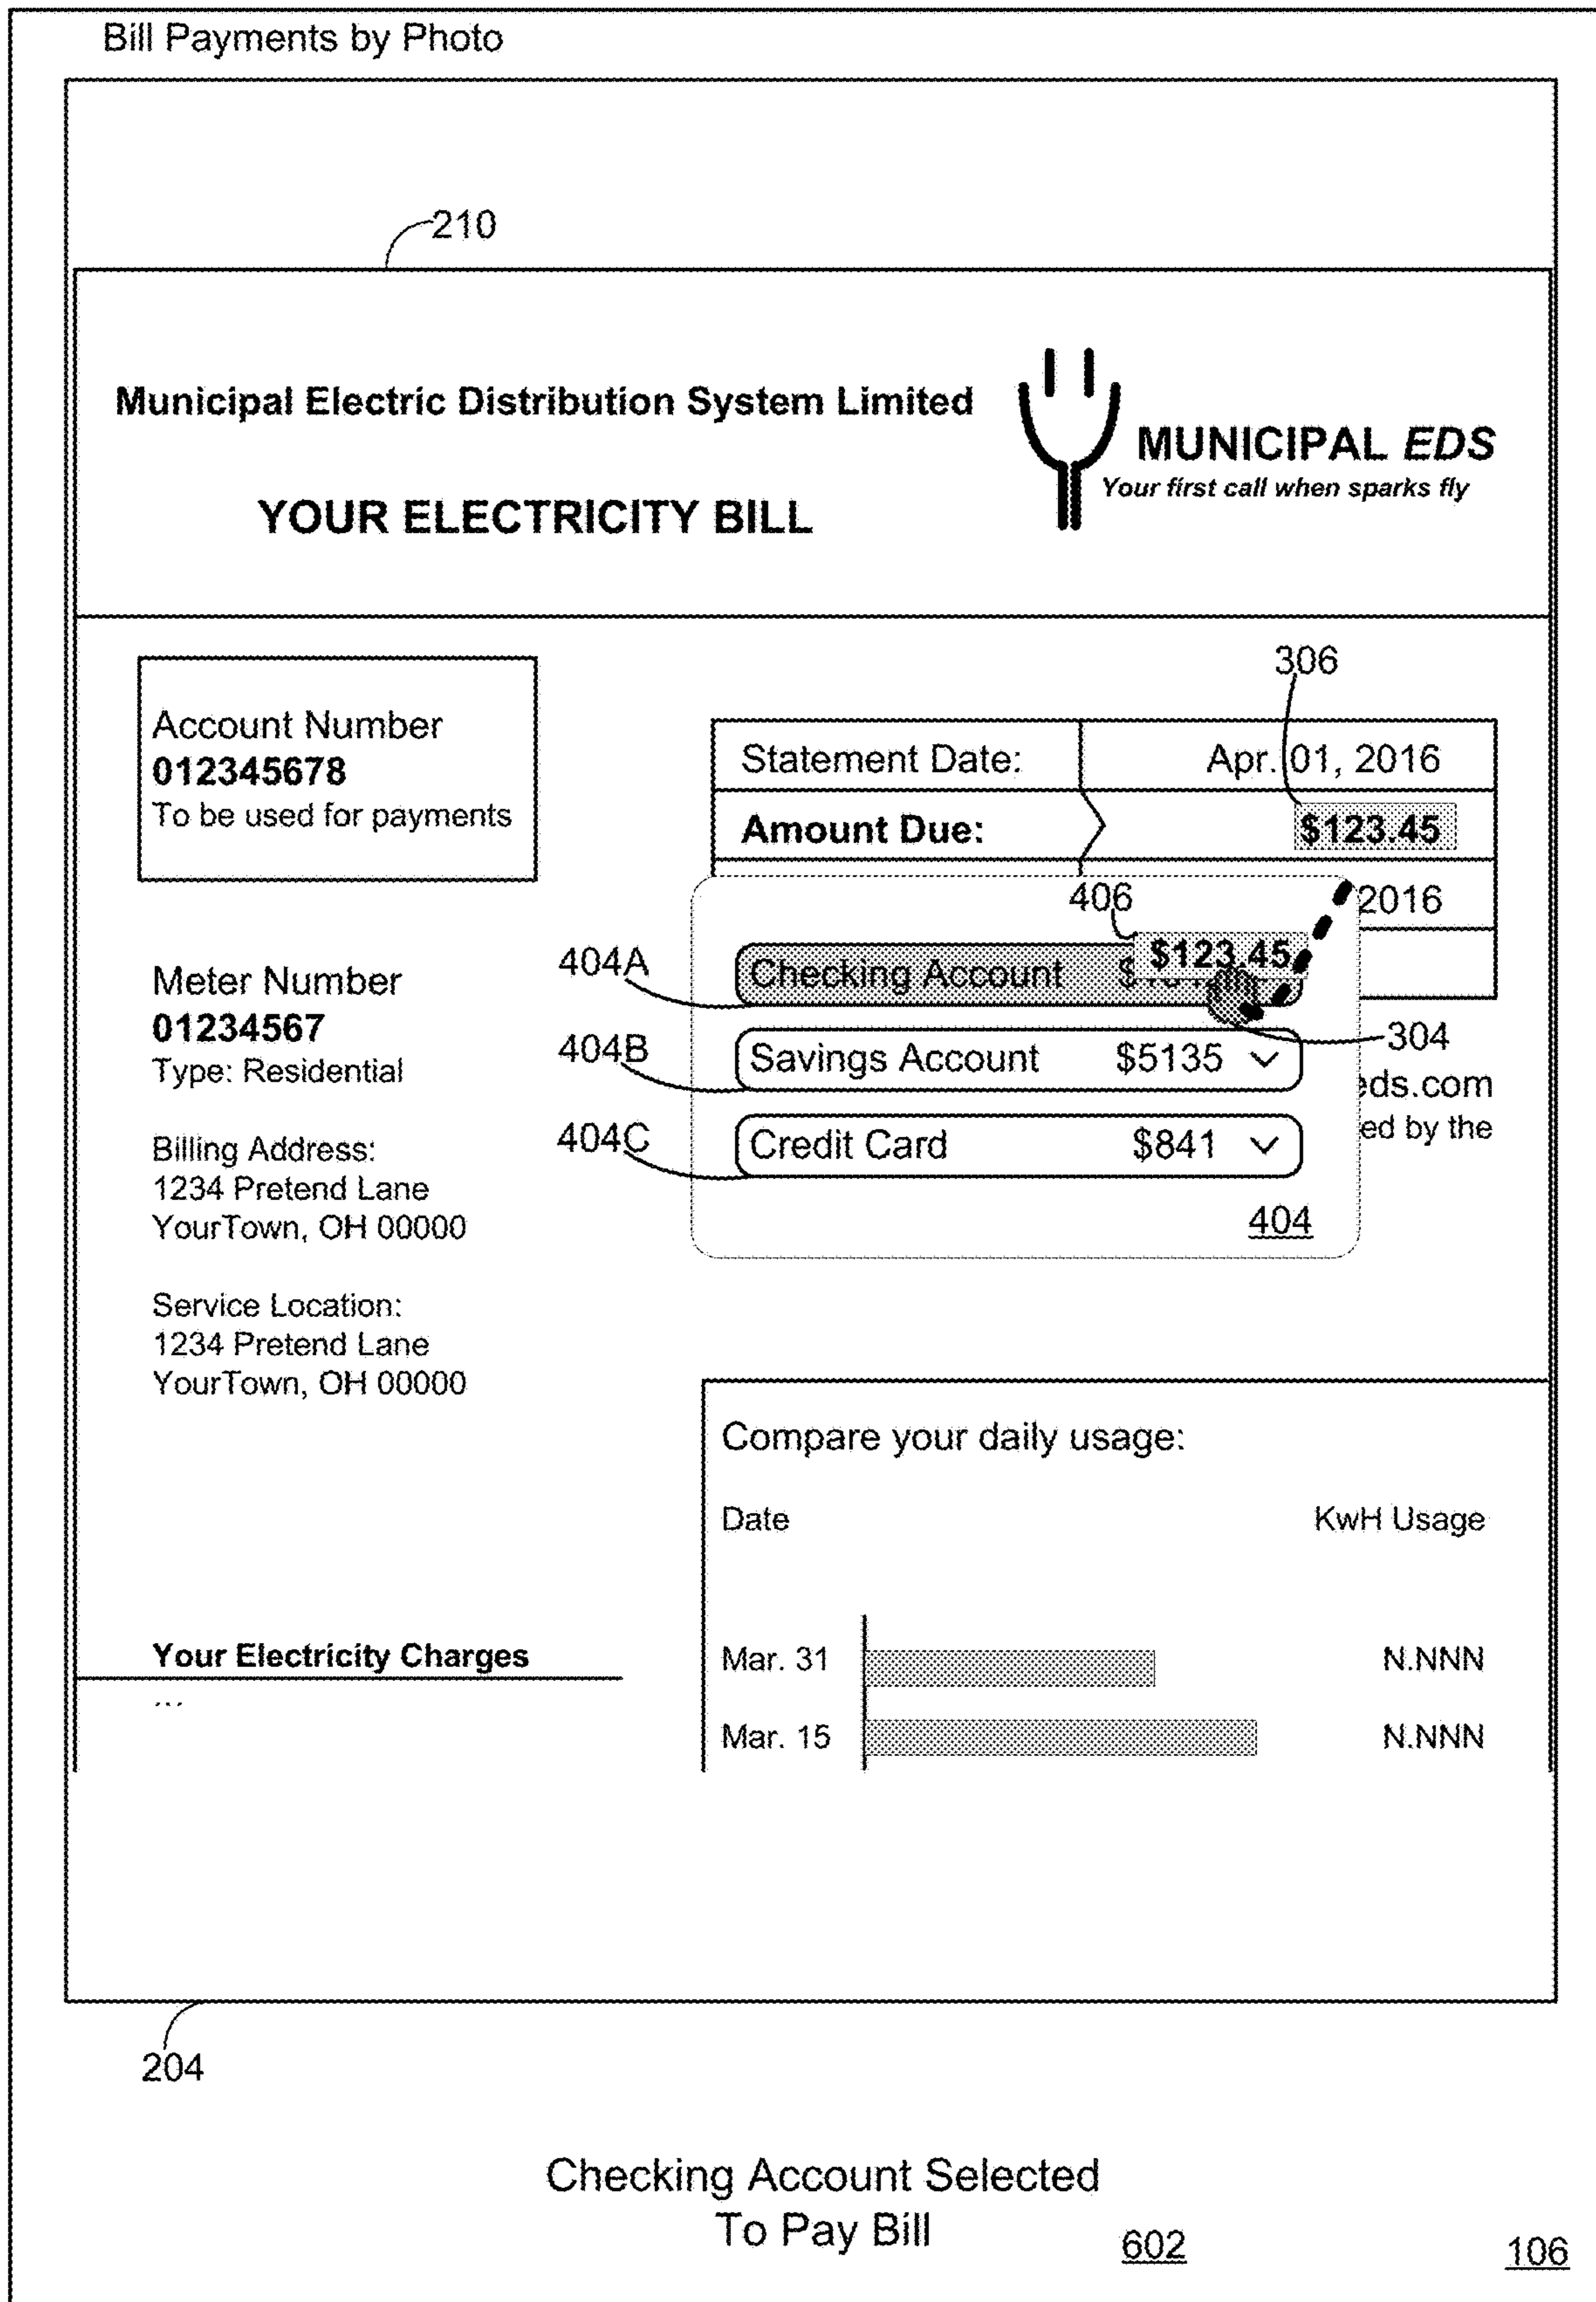 Bill Payments by Photo
210
Municipal Electric Distribution System Limited
MUNICIPAL EDS
Your first call when sparks fly
YOUR ELECTRICITY BILL
306
Account Number
012345678
To be used for payments
Statement Date: Apr. 01, 2016
Amount Due: $123.45
2016
406
$123.45
404A Checking Account
304
Meter Number
01234567
Type: Residential
404B Savings Account $5135
eds.com
404C Credit Card $841
ed by the
404
Billing Address:
1234 Pretend Lane
YourTown, OH 00000
Service Location:
1234 Pretend Lane
YourTown, OH 00000
Compare your daily usage:
Date KwH Usage
Your Electricity Charges
...
Mar. 31 N.NNN
Mar. 15 N.NNN
204
Checking Account Selected
To Pay Bill
602
106